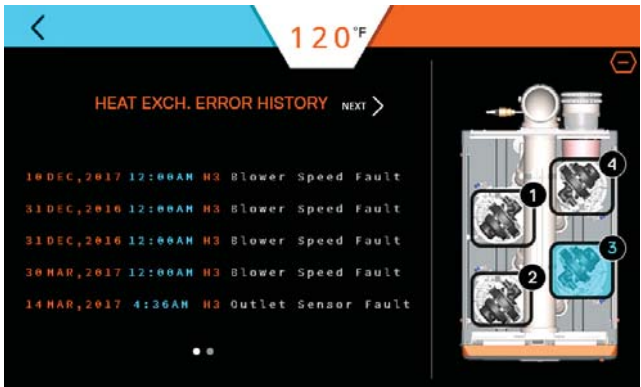 120°F
HEAT EXCH. ERROR HISTORY NEXT
10DEC,2017 12:00AM H3 Blower Speed Fault
31DEC,2016 12:00AM H3 Blower Speed Fault
31DEC,2016 12:00AM H3 Blower Speed Fault
30MAR,2017 12:00AM H3 Blower Speed Fault
14MAR,2017 4:36AM H3 Outlet Sensor Fault
4
1
3
2